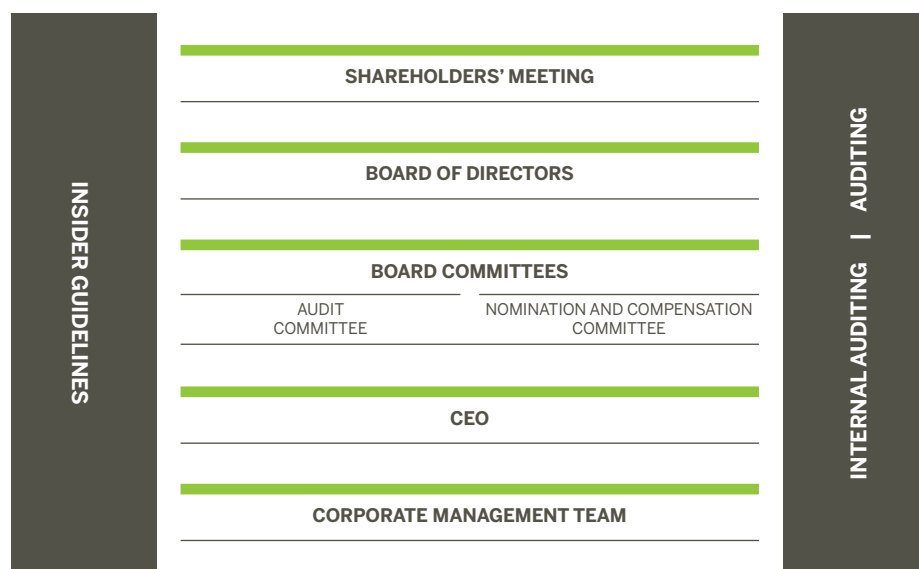 INSIDER GUIDELINES
SHAREHOLDERS' MEETING
BOARD OF DIRECTORS
BOARD COMMITTEES
AUDIT
COMMITTEE
NOMINATION AND COMPENSATION
COMMITTEE
CEO
CORPORATE MANAGEMENT TEAM
INTERNAL AUDITING | AUDITING